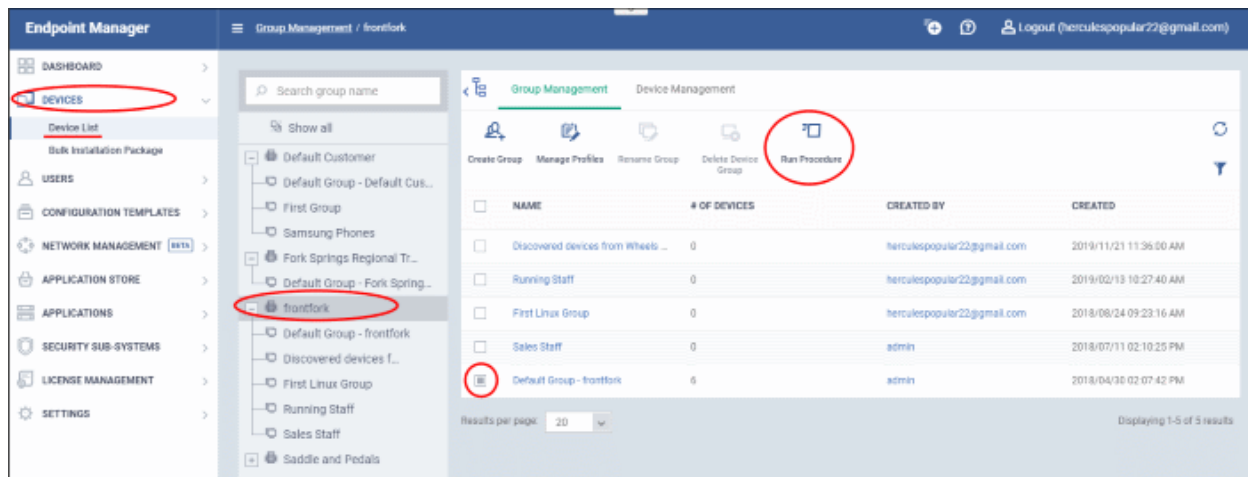 Endpoint Manager
Group Management / frontfork
Logout (herculespopular22@gmail.com)
DASHBOARD
DEVICES
Device List
Bulk Installation Package
USERS
CONFIGURATION TEMPLATES
NETWORK MANAGEMENT BETA
APPLICATION STORE
APPLICATIONS
SECURITY SUB-SYSTEMS
LICENSE MANAGEMENT
SETTINGS
Search group name
Show all
Default Customer
Default Group - Default Cus...
First Group
Samsung Phones
Fork Springs Regional Tr...
Default Group - Fork Spring...
frontfork
Default Group - frontfork
Discovered devices f...
First Linux Group
Running Staff
Sales Staff
Saddle and Pedals
Group Management Device Management
Create Group Manage Profiles Rename Group Delete Device Group Run Procedure
NAME # OF DEVICES CREATED BY CREATED
Discovered devices from Wheels ... 0 herculespopular22@gmail.com 2019/11/21 11:36:00 AM
Running Staff 0 herculespopular22@gmail.com 2019/02/13 10:27:40 AM
First Linux Group 0 herculespopular22@gmail.com 2018/08/24 09:23:16 AM
Sales Staff 0 admin 2018/07/11 02:10:25 PM
Default Group - frontfork 6 admin 2018/04/30 02:07:42 PM
Results per page: 20
Displaying 1-5 of 5 results